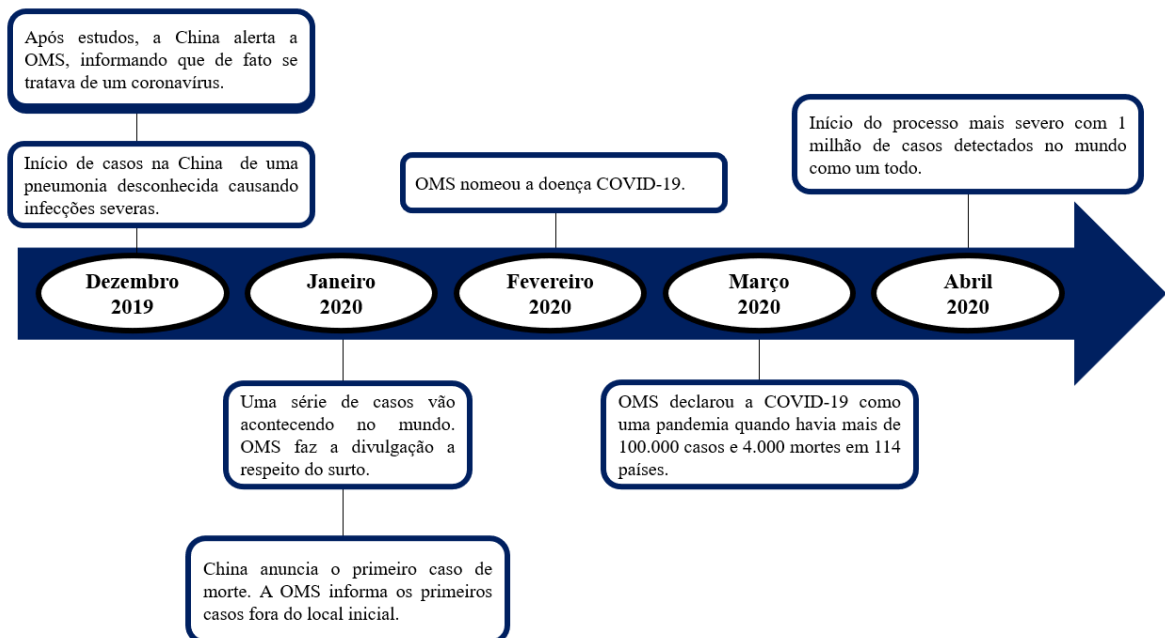 Após estudos, a China alerta a
OMS, informando que de fato se
tratava de um coronavírus.
Início de casos na China de uma
pneumonia desconhecida causando
infecções severas.
OMS nomeou a doença COVID-19.
Início do processo mais severo com 1
milhão de casos detectados no mundo
como um todo.
Dezembro
2019
Janeiro
2020
Fevereiro
2020
Março
2020
Abril
2020
Uma série de casos vão
acontecendo no mundo.
OMS faz a divulgação a
respeito do surto.
OMS declarou a COVID-19 como
uma pandemia quando havia mais de
100.000 casos e 4.000 mortes em 114
países.
China anuncia o primeiro caso de
morte. A OMS informa os primeiros
casos fora do local inicial.